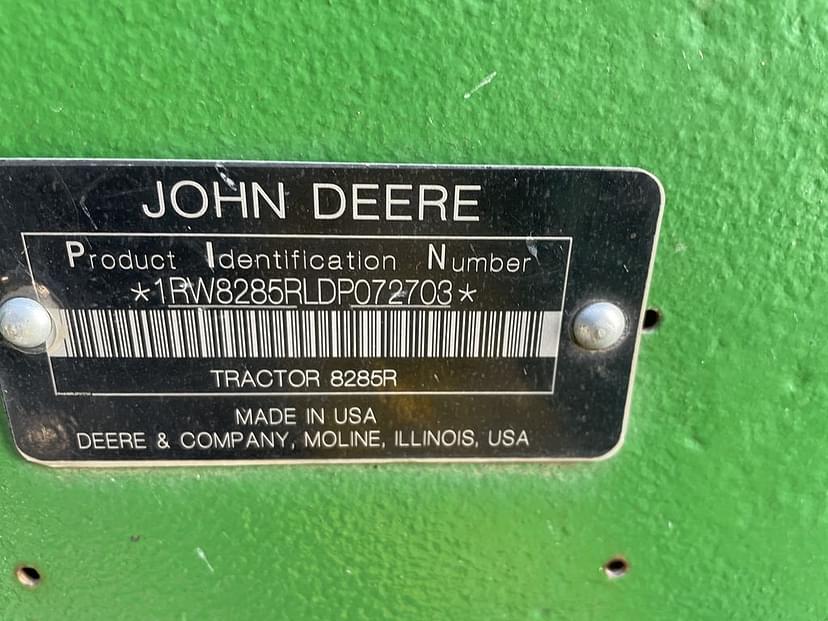 JOHN DEERE
Product Identification Number
*1RW8285RLDP072703*
TRACTOR 8285R
MADE IN USA
DEERE & COMPANY, MOLINE, ILLINOIS, USA